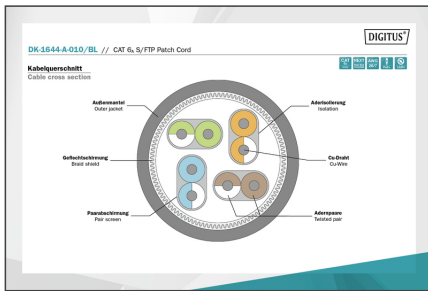 DIGITUS®
DK-1644-A-010/BL // CAT 6A S/FTP Patch Cord
Kabelquerschnitt
Cable cross section
Außenmantel
Outer jacket
Aderisolierung
Isolation
Geflechtschirmung
Braid shield
Cu-Draht
Cu-Wire
Paarabschirmung
Pair screen
Adernpaare
Twisted pair